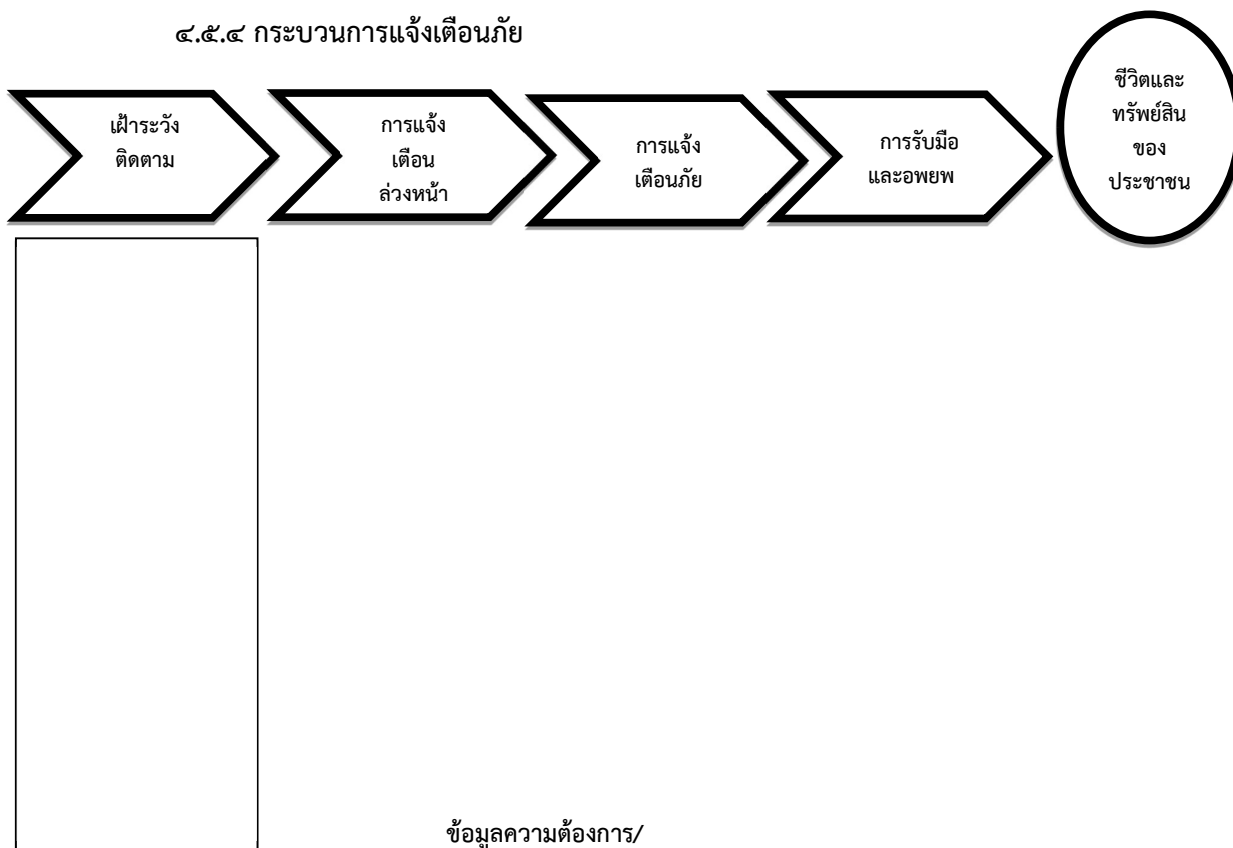 ๔.๕.๔ กระบวนการแจ้งเตือนภัย
เฝ้าระวัง
ติดตาม
การแจ้ง
เตือน
ล่วงหน้า
การแจ้ง
เตือนภัย
การรับมือ
และอพยพ
ชีวิตและ
ทรัพย์สิน
ของ
ประชาชน
ข้อมูลความต้องการ/